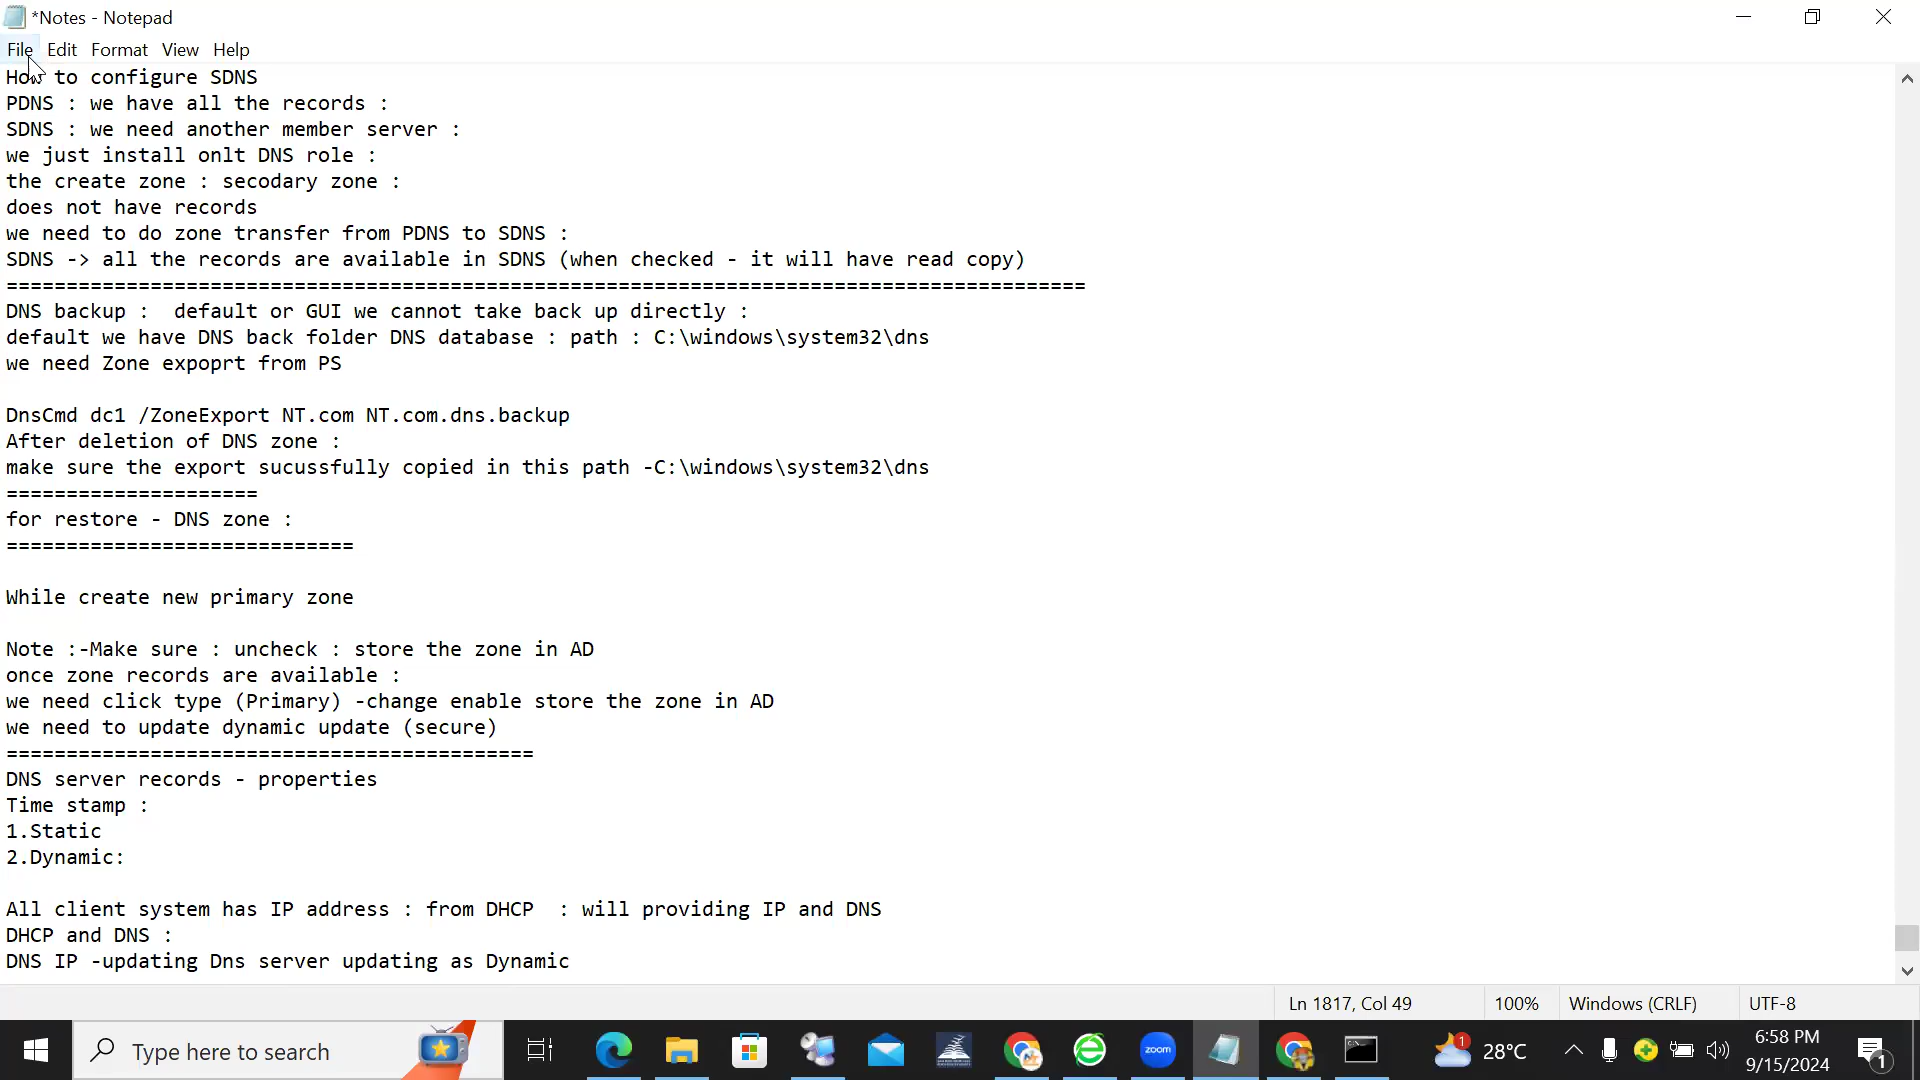 *Notes - Notepad
File Edit Format View Help
How to configure SDNS
PDNS : we have all the records :
SDNS : we need another member server :
we just install onlt DNS role :
the create zone : secodary zone :
does not have records
we need to do zone transfer from PDNS to SDNS :
SDNS -> all the records are available in SDNS (when checked - it will have read copy)
==========================================================================================
DNS backup :  default or GUI we cannot take back up directly :
default we have DNS back folder DNS database : path : C:\windows\system32\dns
we need Zone expoprt from PS
DnsCmd dc1 /ZoneExport NT.com NT.com.dns.backup
After deletion of DNS zone :
make sure the export sucussfully copied in this path -C:\windows\system32\dns
=====================
for restore - DNS zone :
=============================
While create new primary zone
Note :-Make sure : uncheck : store the zone in AD
once zone records are available :
we need click type (Primary) -change enable store the zone in AD
we need to update dynamic update (secure)
============================================
DNS server records - properties
Time stamp :
1.Static
2.Dynamic:
All client system has IP address : from DHCP  : will providing IP and DNS
DHCP and DNS :
DNS IP -updating Dns server updating as Dynamic
Ln 1817, Col 49 100% Windows (CRLF) UTF-8
Type here to search
zoom
1
28°C
6:58 PM
9/15/2024
1